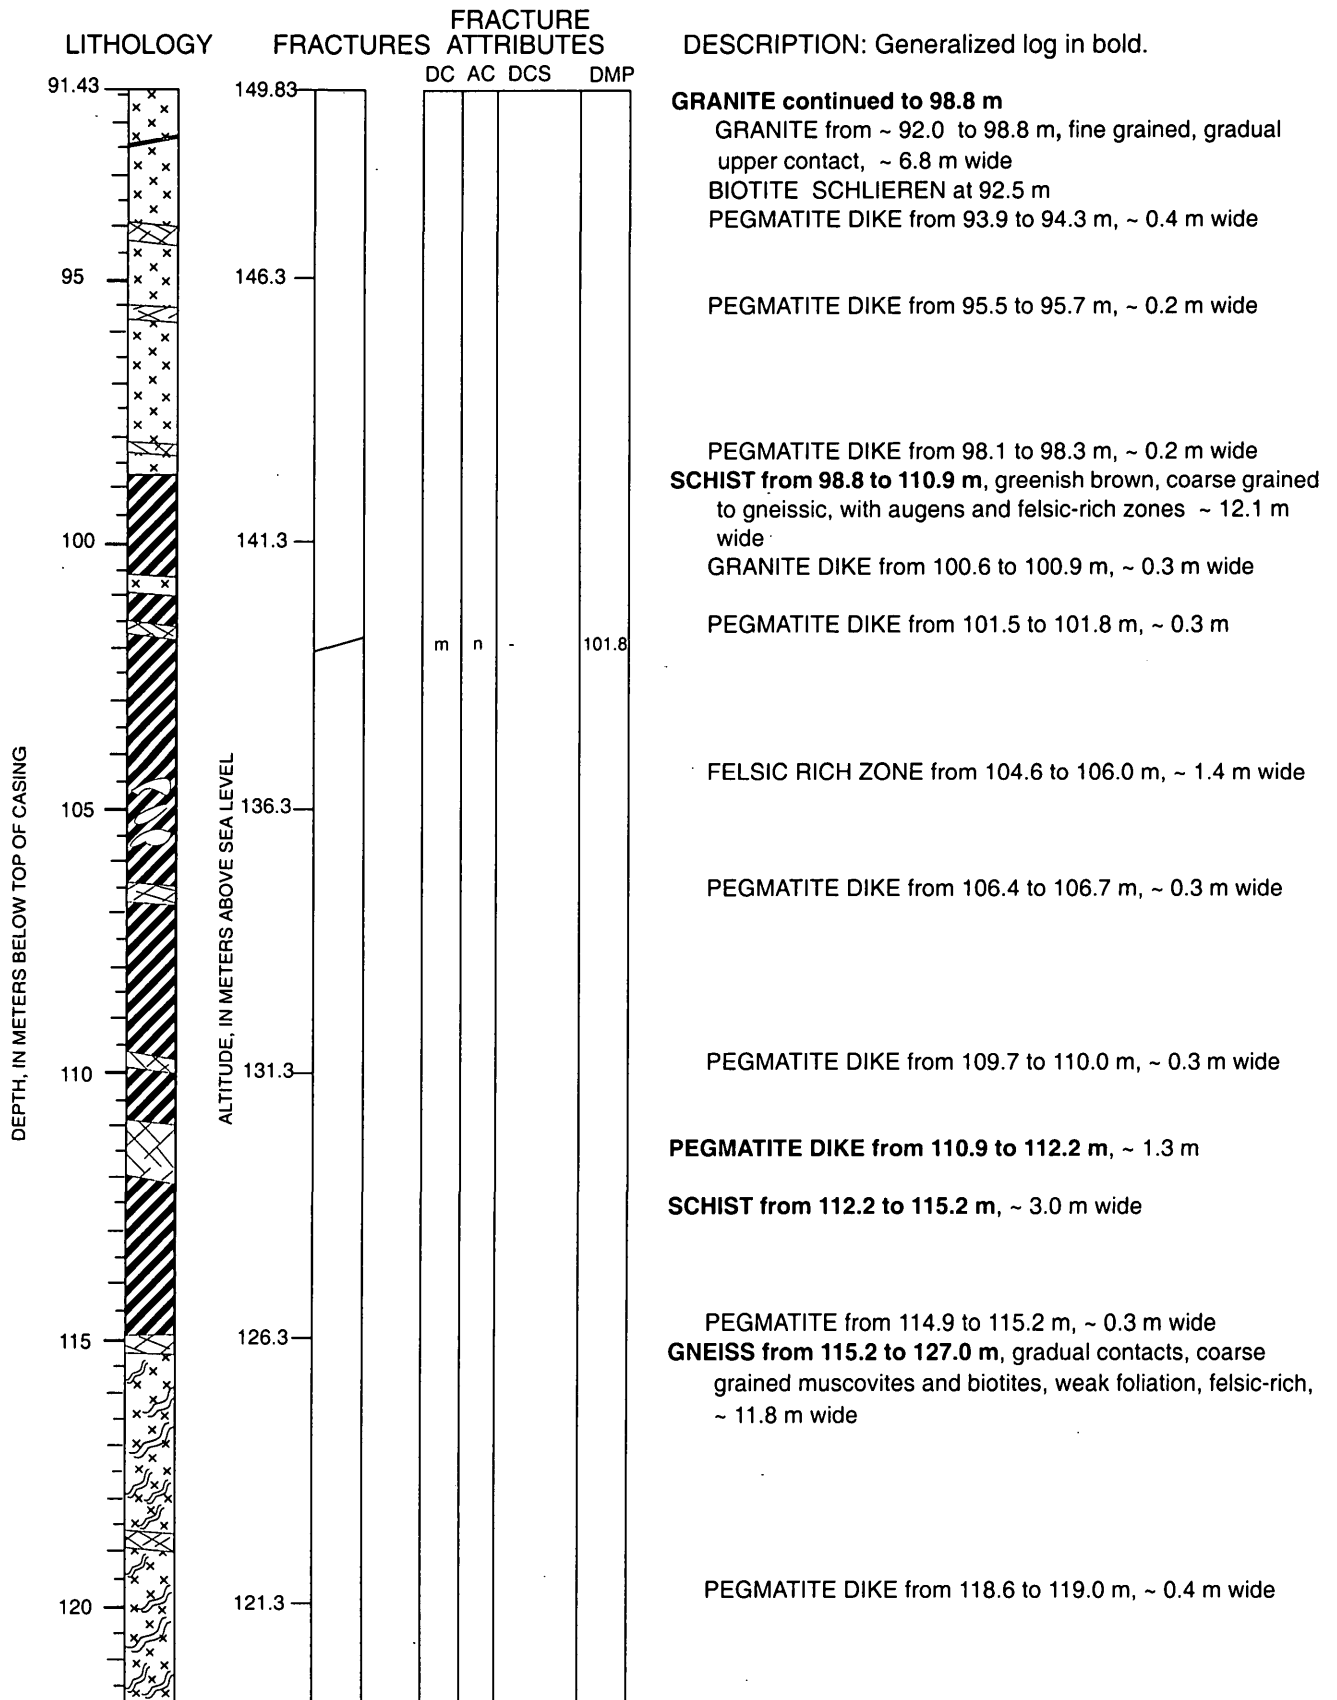 LITHOLOGY
FRACTURES
FRACTURE
ATTRIBUTES
DESCRIPTION: Generalized log in bold.
DC AC DCS DMP
91.43
149.83
GRANITE continued to 98.8 m
GRANITE from ~ 92.0 to 98.8 m, fine grained, gradual
upper contact, ~ 6.8 m wide
BIOTITE SCHLIEREN at 92.5 m
PEGMATITE DIKE from 93.9 to 94.3 m, ~ 0.4 m wide
95
146.3
PEGMATITE DIKE from 95.5 to 95.7 m, ~ 0.2 m wide
PEGMATITE DIKE from 98.1 to 98.3 m, ~ 0.2 m wide
SCHIST from 98.8 to 110.9 m, greenish brown, coarse grained
to gneissic, with augens and felsic-rich zones ~ 12.1 m
wide
100
141.3
GRANITE DIKE from 100.6 to 100.9 m, ~ 0.3 m wide
PEGMATITE DIKE from 101.5 to 101.8 m, ~ 0.3 m
m n - 101.8
DEPTH, IN METERS BELOW TOP OF CASING
ALTITUDE, IN METERS ABOVE SEA LEVEL
FELSIC RICH ZONE from 104.6 to 106.0 m, ~ 1.4 m wide
105
136.3
PEGMATITE DIKE from 106.4 to 106.7 m, ~ 0.3 m wide
PEGMATITE DIKE from 109.7 to 110.0 m, ~ 0.3 m wide
110
131.3
PEGMATITE DIKE from 110.9 to 112.2 m, ~ 1.3 m
SCHIST from 112.2 to 115.2 m, ~ 3.0 m wide
PEGMATITE from 114.9 to 115.2 m, ~ 0.3 m wide
115
126.3
GNEISS from 115.2 to 127.0 m, gradual contacts, coarse
grained muscovites and biotites, weak foliation, felsic-rich,
~ 11.8 m wide
PEGMATITE DIKE from 118.6 to 119.0 m, ~ 0.4 m wide
120
121.3